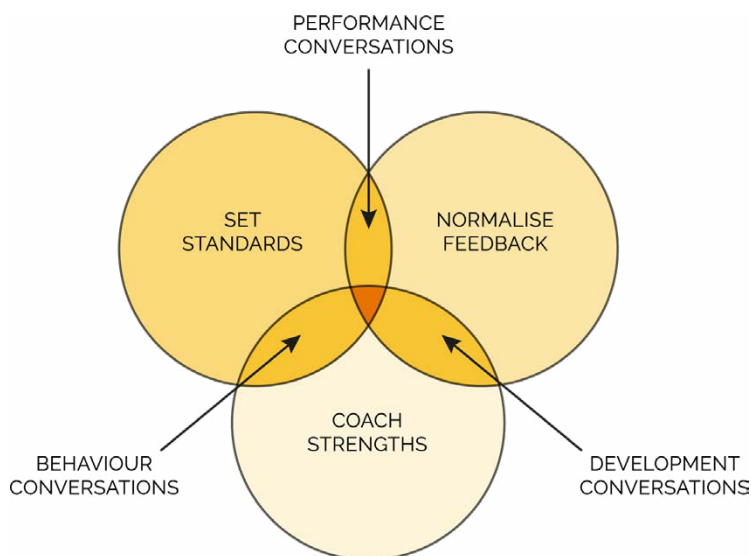 PERFORMANCE
CONVERSATIONS
SET
STANDARDS
NORMALISE
FEEDBACK
COACH
STRENGTHS
BEHAVIOUR
CONVERSATIONS
DEVELOPMENT
CONVERSATIONS